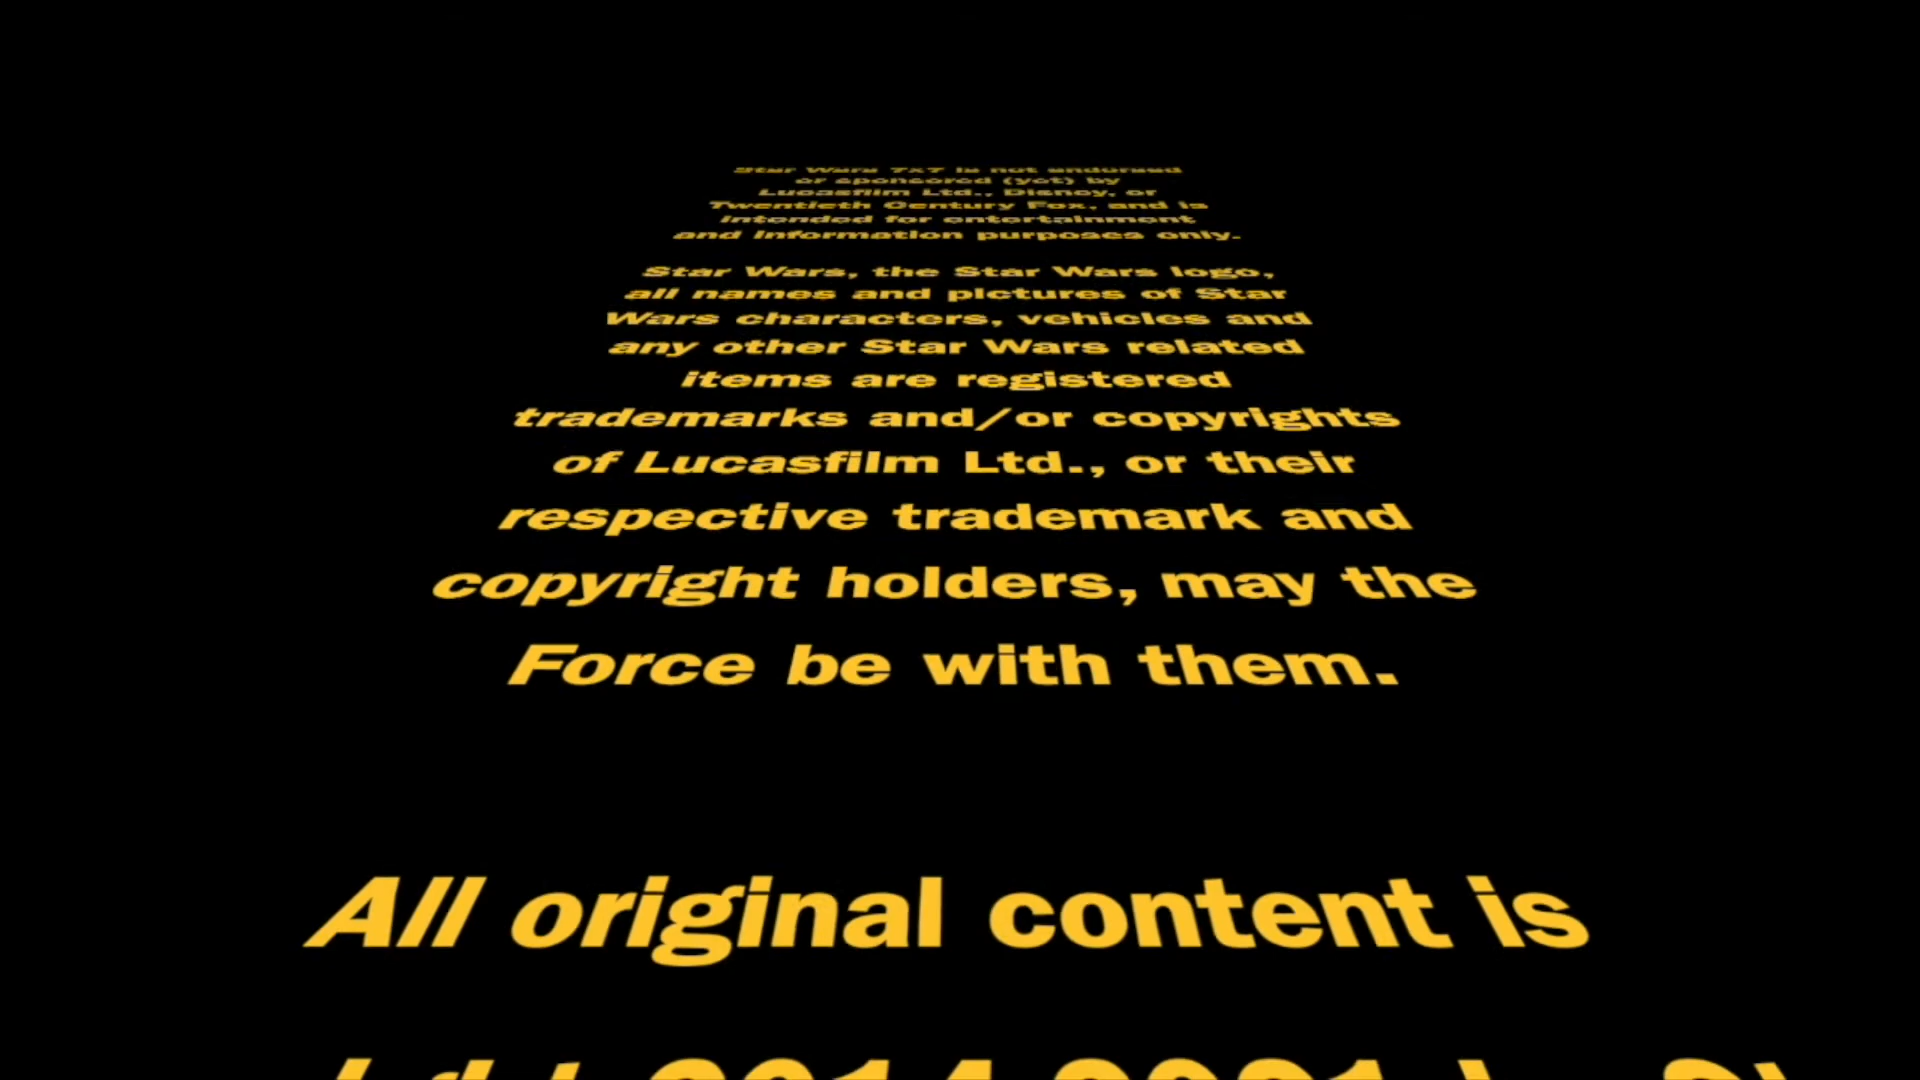 Star Wars 7x7 is not endorsed
or sponsored (yet) by
Lucasfilm Ltd., Disney, or
Twentieth Century Fox, and is
intended for entertainment
and information purposes only.
Star Wars, the Star Wars logo,
all names and pictures of Star
Wars characters, vehicles and
any other Star Wars related
items are registered
trademarks and/or copyrights
of Lucasfilm Ltd., or their
respective trademark and
copyright holders, may the
Force be with them.
All original content is